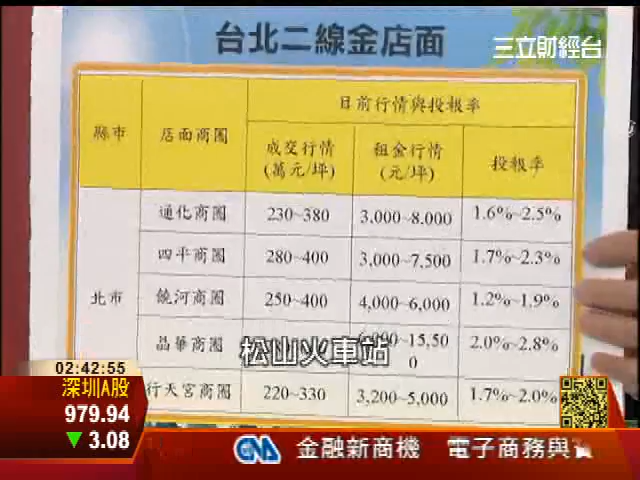 台北二線金店面
三立財經台
縣市
店面商圈
目前行情與投報率
成交行情
(萬元/坪)
租金行情
(元/坪)
投報率
北市
通化商圈 230~380 3,000~8,000 1.6%~2.5%
四平商圈 280~400 3,000~7,500 1.7%~2.3%
饒河商圈 250~400 4,000~6,000 1.2%~1.9%
晶華商圈 2.0%~2.8%
松山火車站
行天宮商圈 220~330 3,200~5,000 1.7%~2.0%
02:42:55
深圳A股
979.94
▼ 3.08
CNA 金融新商機 電子商務與